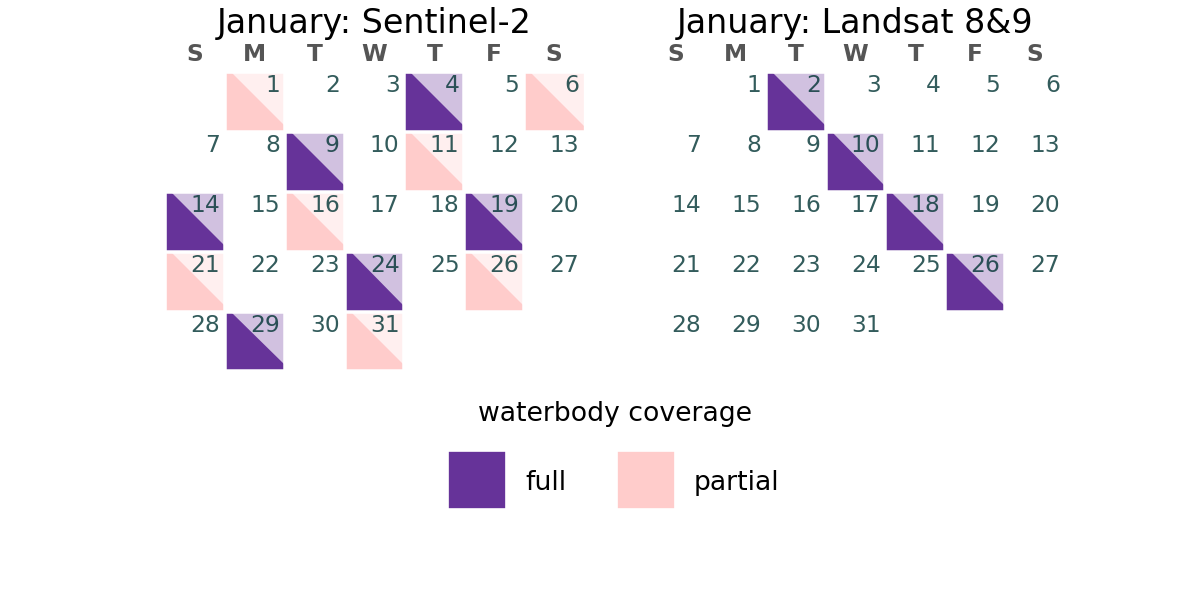 January: Sentinel-2
S M T W T F S
1 2 3 4 5 6
7 8 9 10 11 12 13
14 15 16 17 18 19 20
21 22 23 24 25 26 27
28 29 30 31
January: Landsat 8&9
S M T W T F S
1 2 3 4 5 6
7 8 9 10 11 12 13
14 15 16 17 18 19 20
21 22 23 24 25 26 27
28 29 30 31
waterbody coverage
full partial